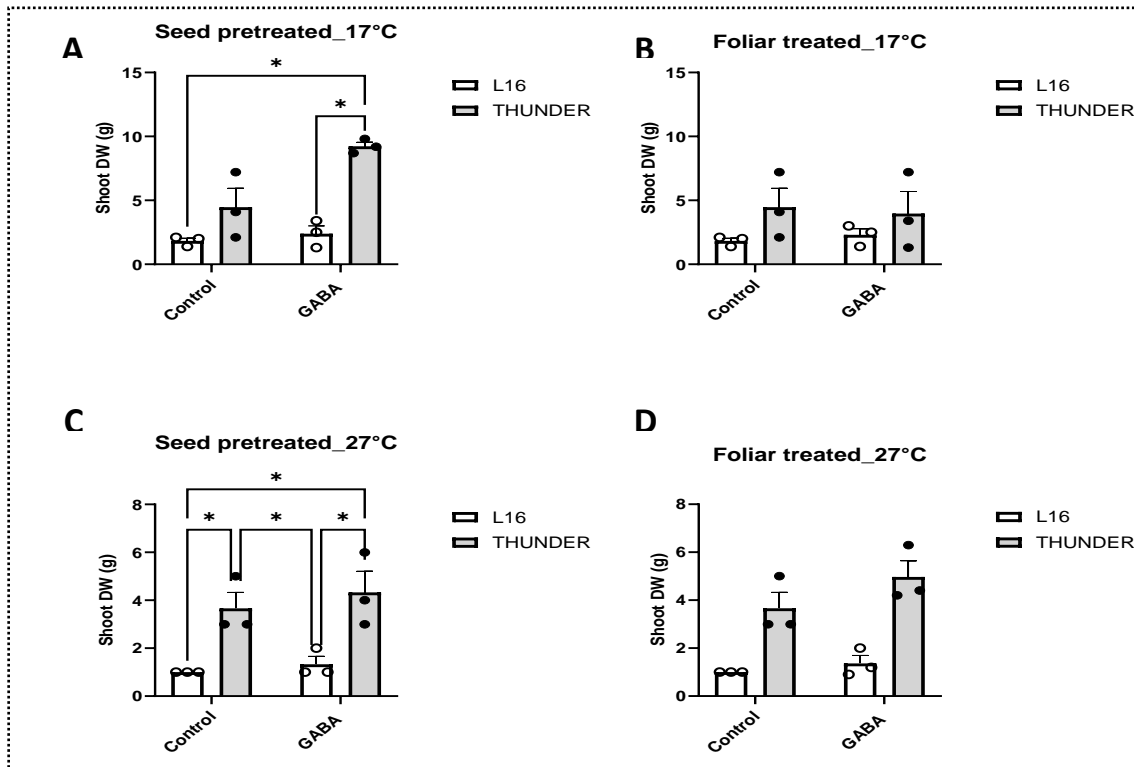 A
Seed pretreated_17°C
Shoot DW (g)
15
10
5
0
*
*
Control
GABA
L16
THUNDER
B
Foliar treated_17°C
Shoot DW (g)
15
10
5
0
Control
GABA
L16
THUNDER
C
Seed pretreated_27°C
Shoot DW (g)
8
6
4
2
0
*
*
*
*
Control
GABA
L16
THUNDER
D
Foliar treated_27°C
Shoot DW (g)
8
6
4
2
0
Control
GABA
L16
THUNDER